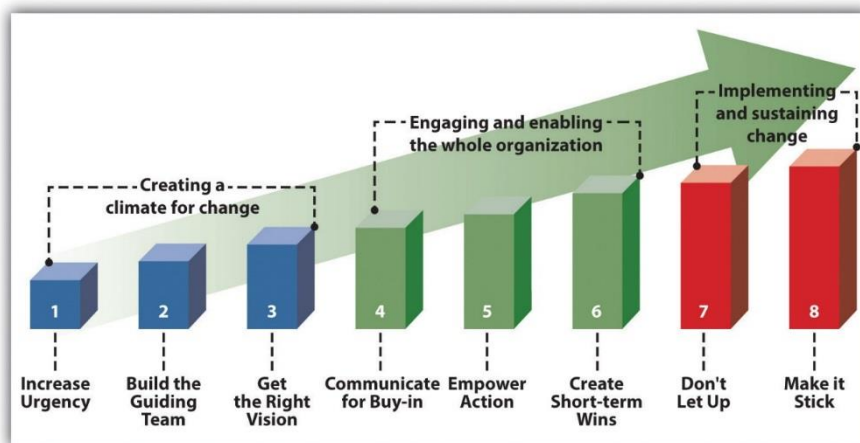 Creating a
climate for change
Engaging and enabling
the whole organization
Implementing
and sustaining
change
1
2
3
4
5
6
7
8
Increase
Urgency
Build the
Guiding
Team
Get
the Right
Vision
Communicate
for Buy-in
Empower
Action
Create
Short-term
Wins
Don't
Let Up
Make it
Stick